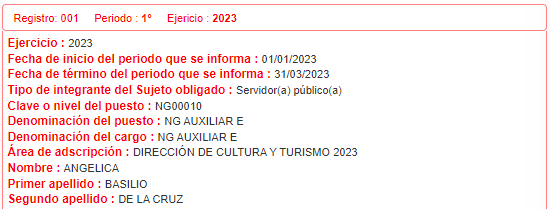 Registro: 001 Periodo : 1º Ejericio : 2023
Ejercicio : 2023
Fecha de inicio del periodo que se informa : 01/01/2023
Fecha de término del periodo que se informa : 31/03/2023
Tipo de integrante del Sujeto obligado : Servidor(a) público(a)
Clave o nivel del puesto : NG00010
Denominación del puesto : NG AUXILIAR E
Denominación del cargo : NG AUXILIAR E
Área de adscripción : DIRECCIÓN DE CULTURA Y TURISMO 2023
Nombre : ANGELICA
Primer apellido : BASILIO
Segundo apellido : DE LA CRUZ